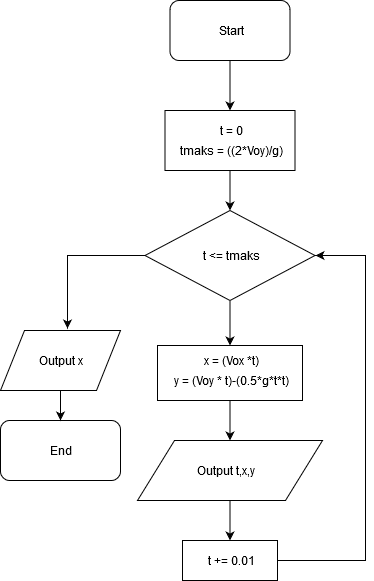 Start
t = 0
tmaks = ((2*Voy)/g)
t <= tmaks
x = (Vox *t)
y = (Voy * t)-(0.5*g*t*t)
Output t,x,y
t += 0.01
Output x
End